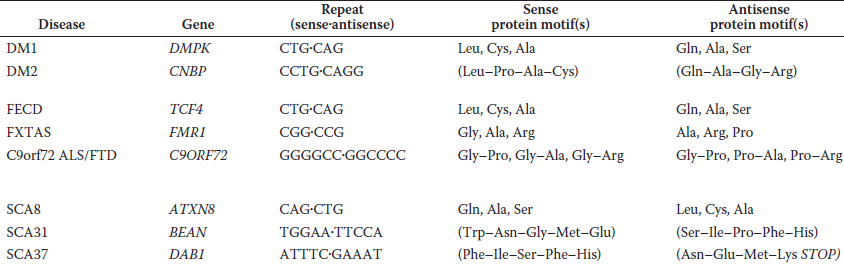 Disease Gene Repeat (sense·antisense) Sense protein motif(s) Antisense protein motif(s)
DM1 DMPK CTG·CAG Leu, Cys, Ala Gln, Ala, Ser
DM2 CNBP CCTG·CAGG (Leu–Pro–Ala–Cys) (Gln–Ala–Gly–Arg)
FECD TCF4 CTG·CAG Leu, Cys, Ala Gln, Ala, Ser
FXTAS FMR1 CGG·CCG Gly, Ala, Arg Ala, Arg, Pro
C9orf72 ALS/FTD C9ORF72 GGGGCC·GGCCCC Gly–Pro, Gly–Ala, Gly–Arg Gly–Pro, Pro–Ala, Pro–Arg
SCA8 ATXN8 CAG·CTG Gln, Ala, Ser Leu, Cys, Ala
SCA31 BEAN TGGAA·TTCCA (Trp–Asn–Gly–Met–Glu) (Ser–Ile–Pro–Phe–His)
SCA37 DAB1 ATTTC·GAAAT (Phe–Ile–Ser–Phe–His) (Asn–Glu–Met–Lys STOP)